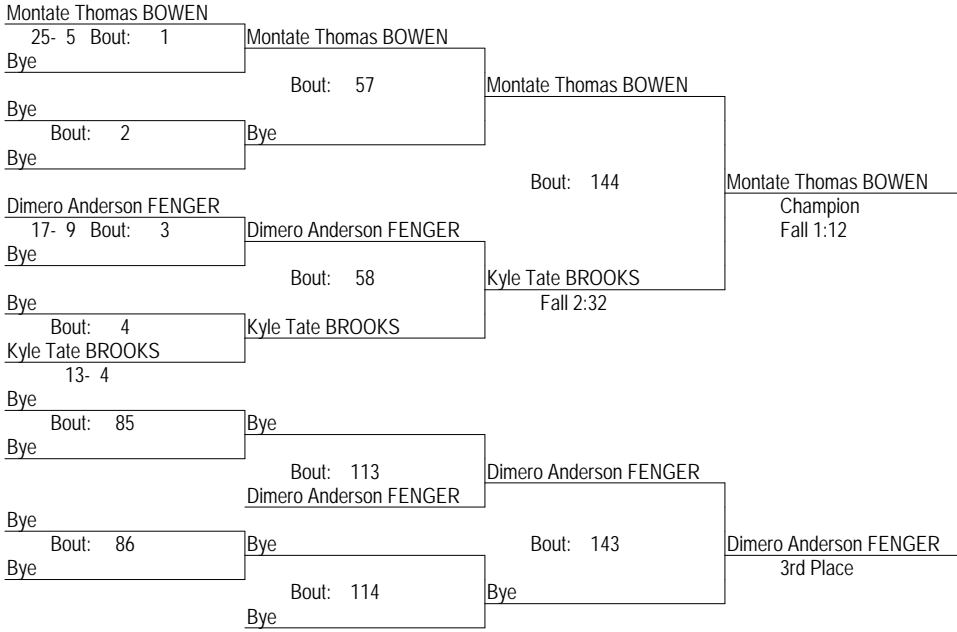 Montate Thomas BOWEN
25- 5 Bout: 1
Montate Thomas BOWEN
Bye
Bout: 57
Montate Thomas BOWEN
Bye
Bout: 2
Bye
Bye
Bout: 144
Montate Thomas BOWEN
Dimero Anderson FENGER
Champion
17- 9 Bout: 3
Dimero Anderson FENGER
Fall 1:12
Bye
Bout: 58
Kyle Tate BROOKS
Bye
Fall 2:32
Bout: 4
Kyle Tate BROOKS
Kyle Tate BROOKS
13- 4
Bye
Bout: 85
Bye
Bye
Bout: 113
Dimero Anderson FENGER
Dimero Anderson FENGER
Bye
Bout: 86
Bye
Bout: 143
Dimero Anderson FENGER
Bye
3rd Place
Bout: 114
Bye
Bye